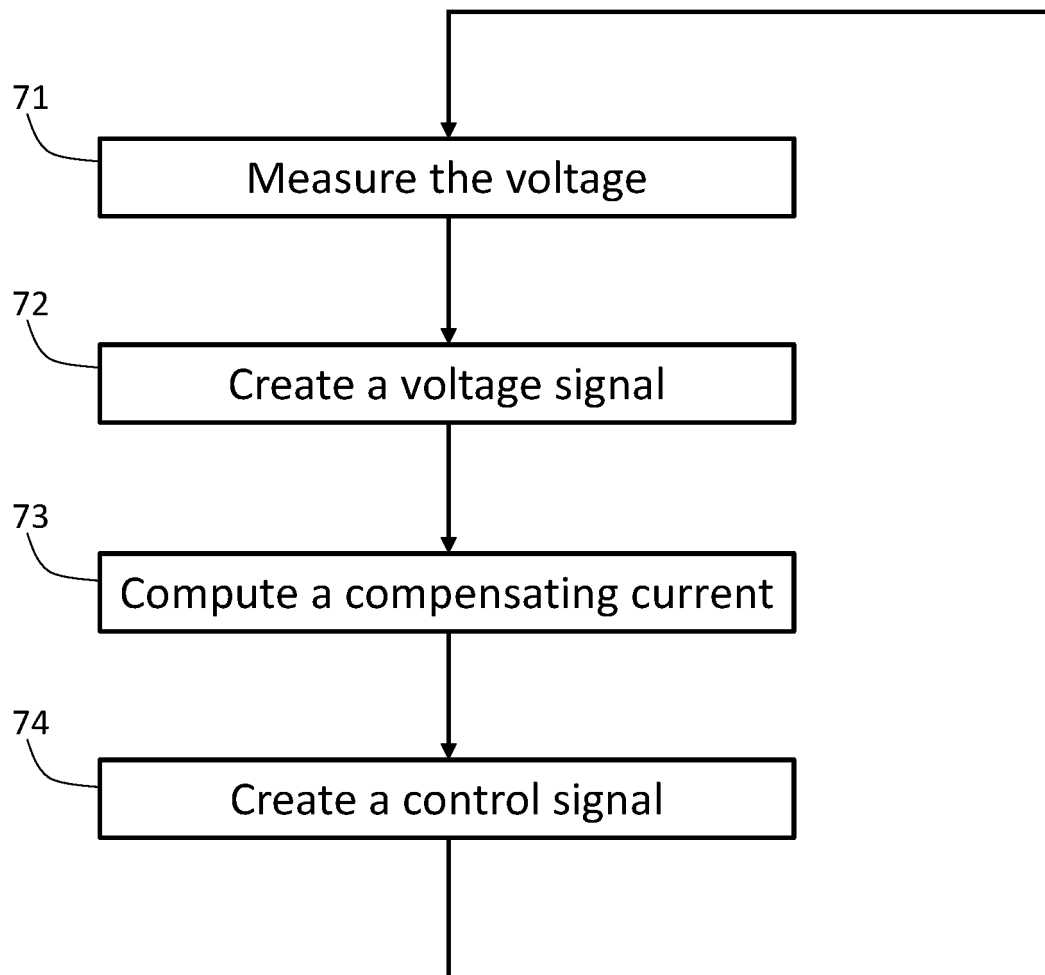 71
Measure the voltage
72
Create a voltage signal
73
Compute a compensating current
74
Create a control signal